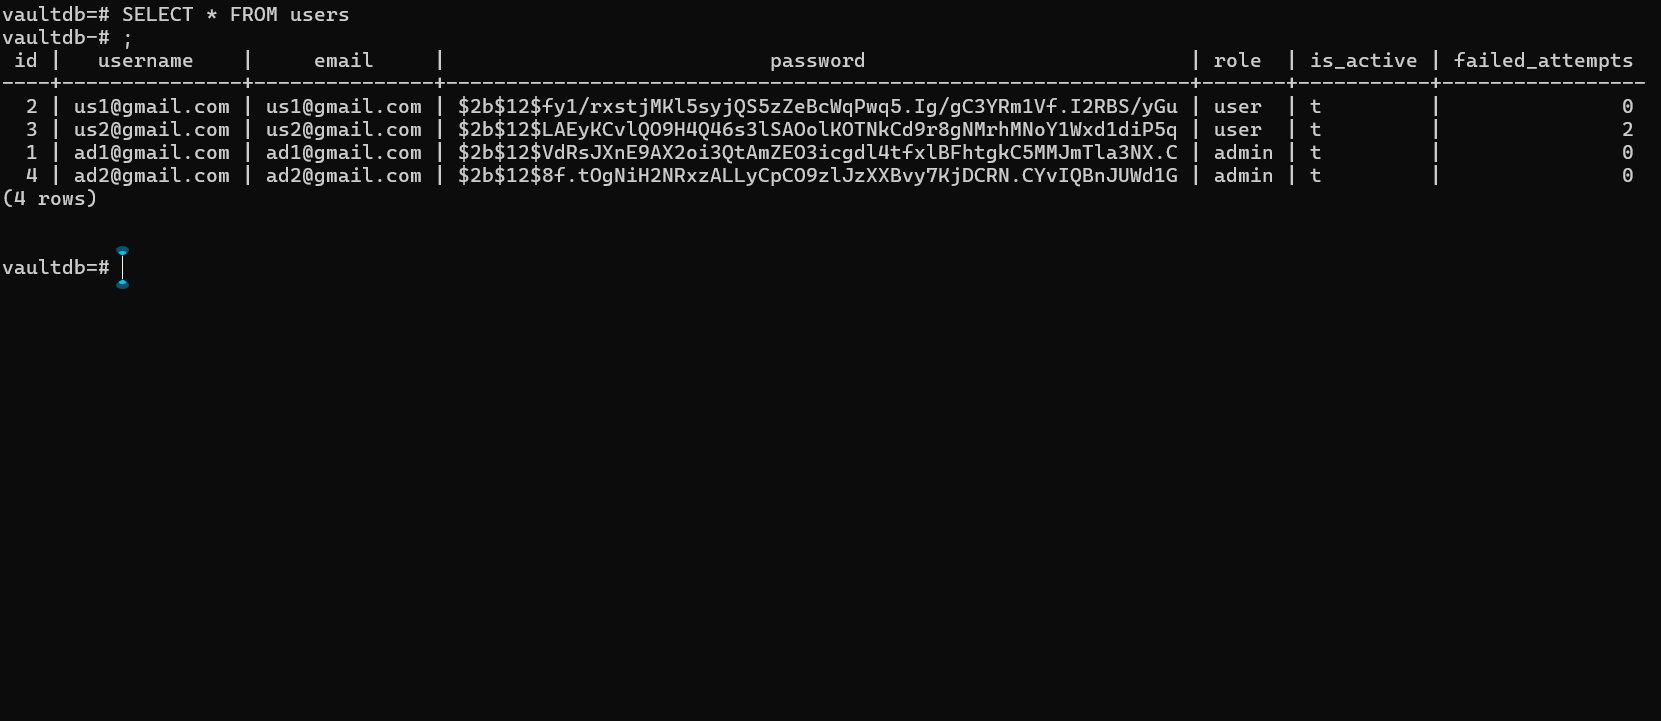 vaultdb=# SELECT * FROM users
vaultdb-# ;
 id |   username    |     email     |                           password                           | role  | is_active | failed_attempts
----+---------------+---------------+--------------------------------------------------------------+-------+-----------+-----------------
  2 | us1@gmail.com | us1@gmail.com | $2b$12$fy1/rxstjMKl5syjQS5zZeBcWqPwq5.Ig/gC3YRm1Vf.I2RBS/yGu | user  | t         |               0
  3 | us2@gmail.com | us2@gmail.com | $2b$12$LAEyKCvlQO9H4Q46s3lSAOolKOTNkCd9r8gNMrhMNoY1Wxd1diP5q | user  | t         |               2
  1 | ad1@gmail.com | ad1@gmail.com | $2b$12$VdRsJXnE9AX2oi3QtAmZEO3icgdl4tfxlBFhtgkC5MMJmTla3NX.C | admin | t         |               0
  4 | ad2@gmail.com | ad2@gmail.com | $2b$12$8f.tOgNiH2NRxzALLyCpCO9zlJzXXBvy7KjDCRN.CYvIQBnJUWd1G | admin | t         |               0
(4 rows)
vaultdb=#